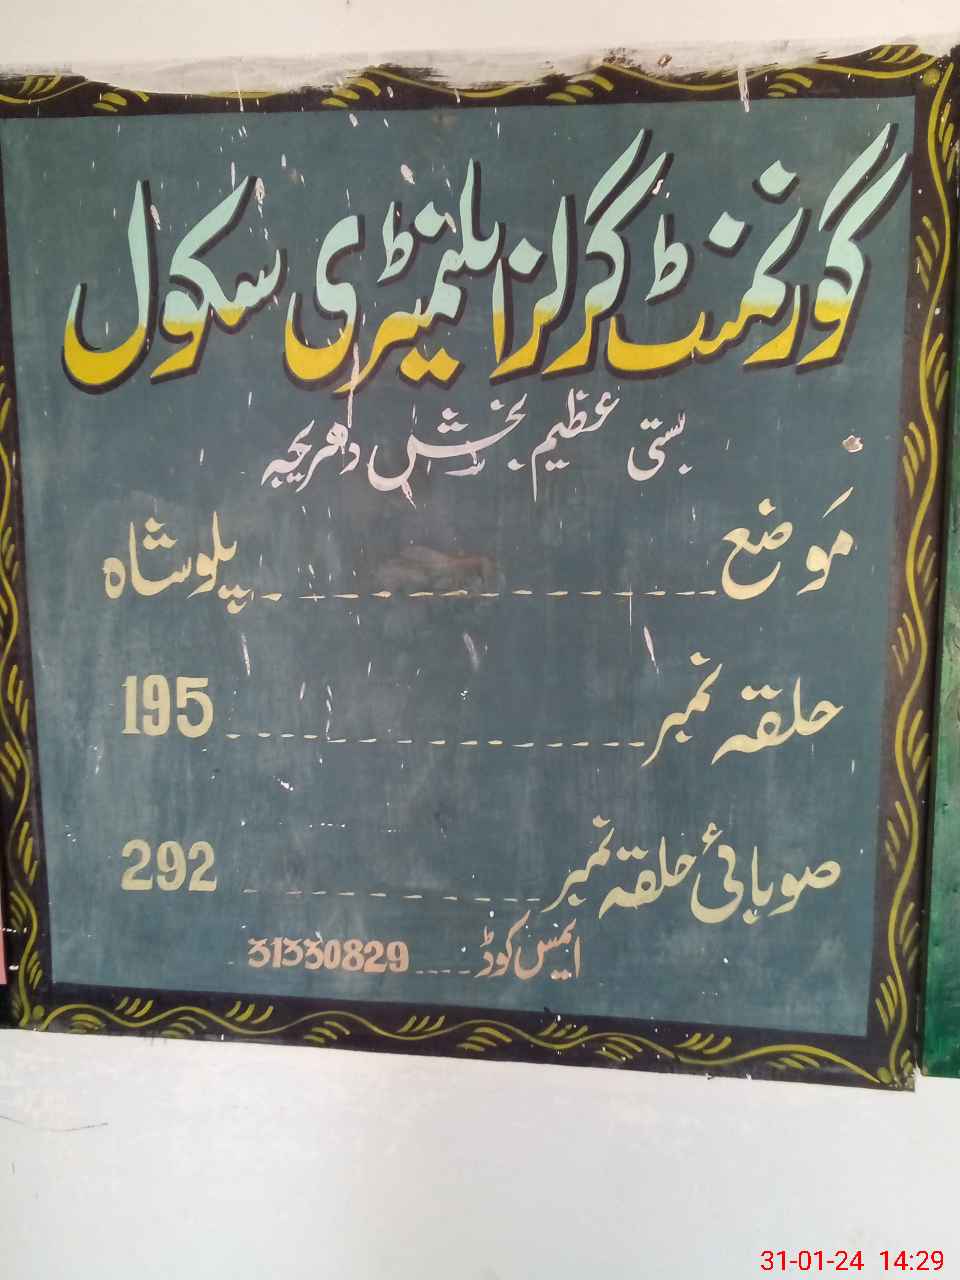 گورنمنٹ گرلز ایلیمنٹری سکول
بستی عظیم بخش دھریجہ
مَوضع ---------- پلوشاہ
حلقہ نمبر ---------- 195
صوبائی حلقہ نمبر ---------- 292
ایمس کوڈ ---- 31330829
31-01-24 14:29